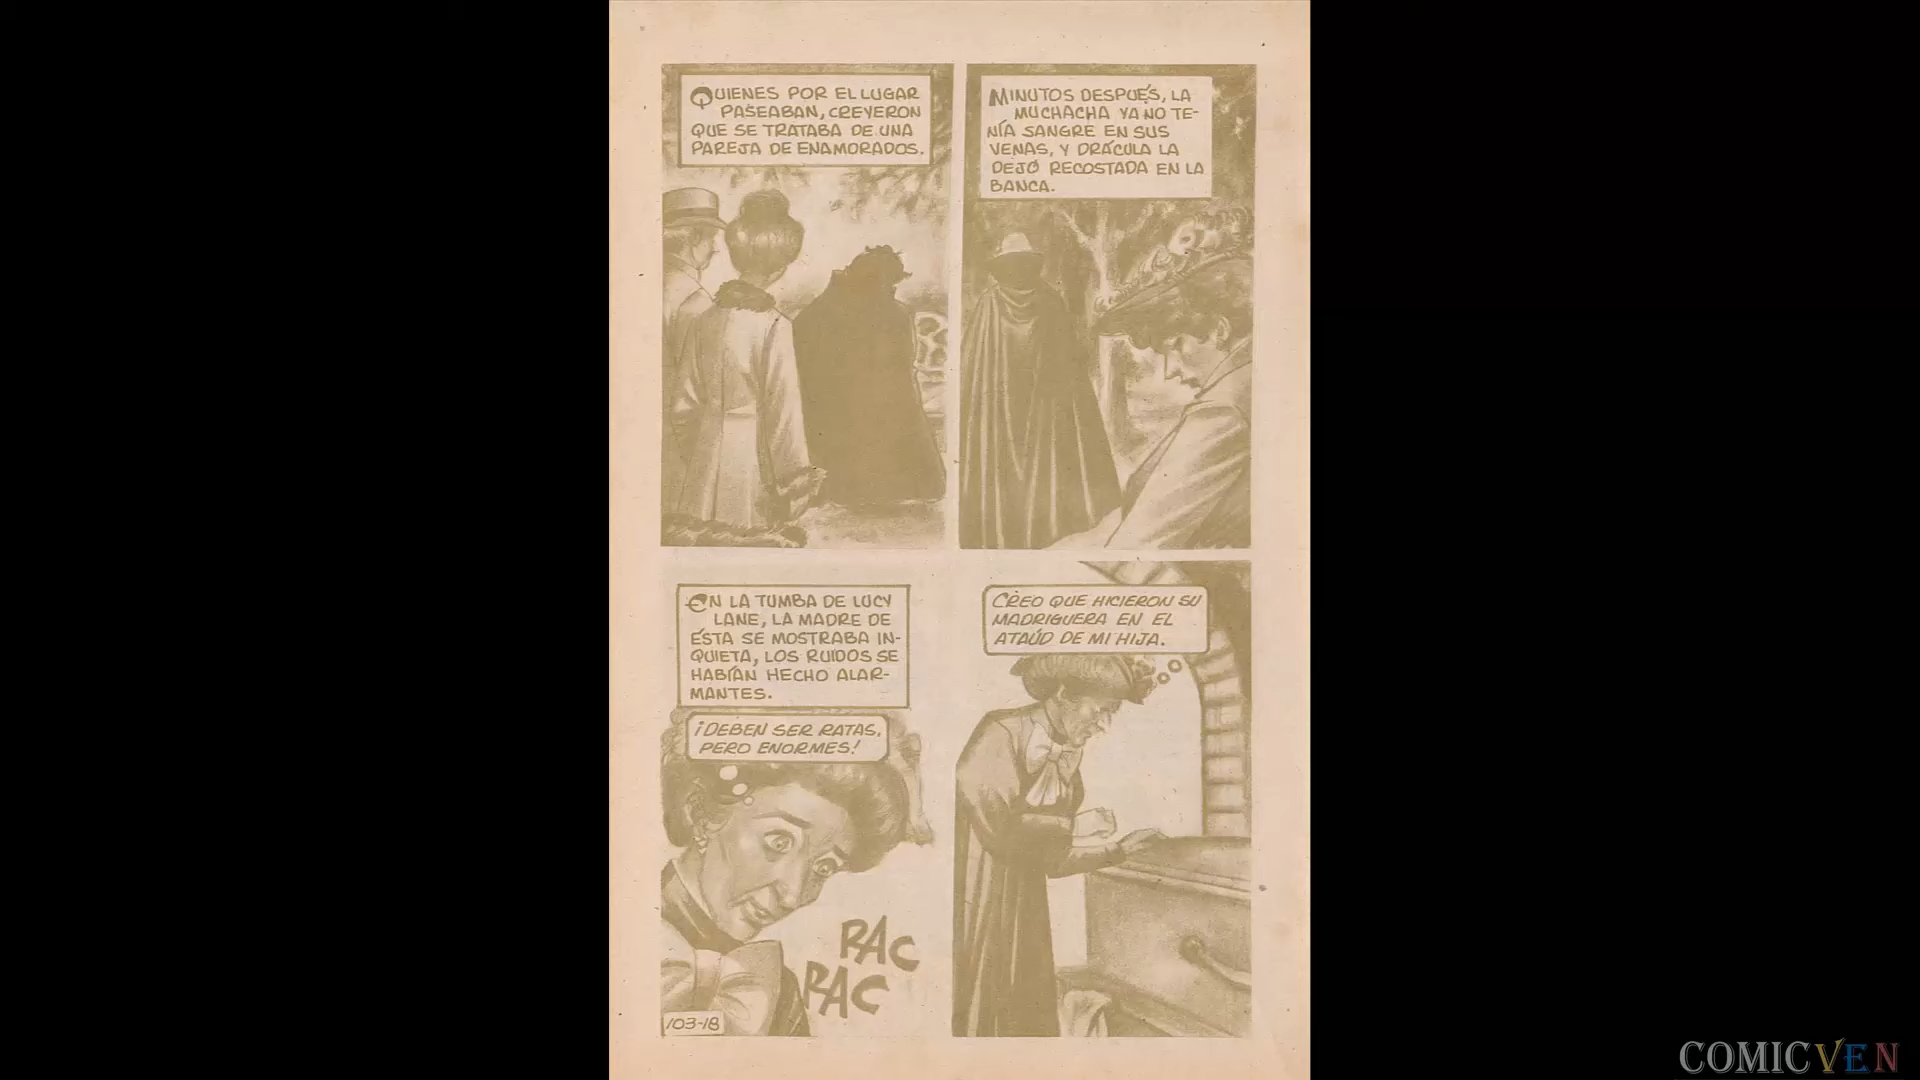 QUIENES POR EL LUGAR
PASEABAN, CREYERON
QUE SE TRATABA DE UNA
PAREJA DE ENAMORADOS.
MINUTOS DESPUÉS, LA
MUCHACHA YA NO TE-
NÍA SANGRE EN SUS
VENAS, Y DRÁCULA LA
DEJÓ RECOSTADA EN LA
BANCA.
EN LA TUMBA DE LUCY
LANE, LA MADRE DE
ÉSTA SE MOSTRABA IN-
QUIETA, LOS RUIDOS SE
HABÍAN HECHO ALAR-
MANTES.
¡DEBEN SER RATAS,
PERO ENORMES!
RAC
RAC
103-18
CREO QUE HICIERON SU
MADRIGUERA EN EL
ATAÚD DE MI HIJA.
COMICVEN